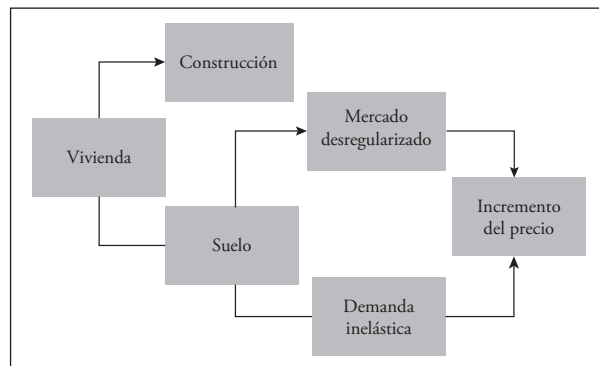 Construcción
Mercado
desregularizado
Vivienda
Incremento
del precio
Suelo
Demanda
inelástica